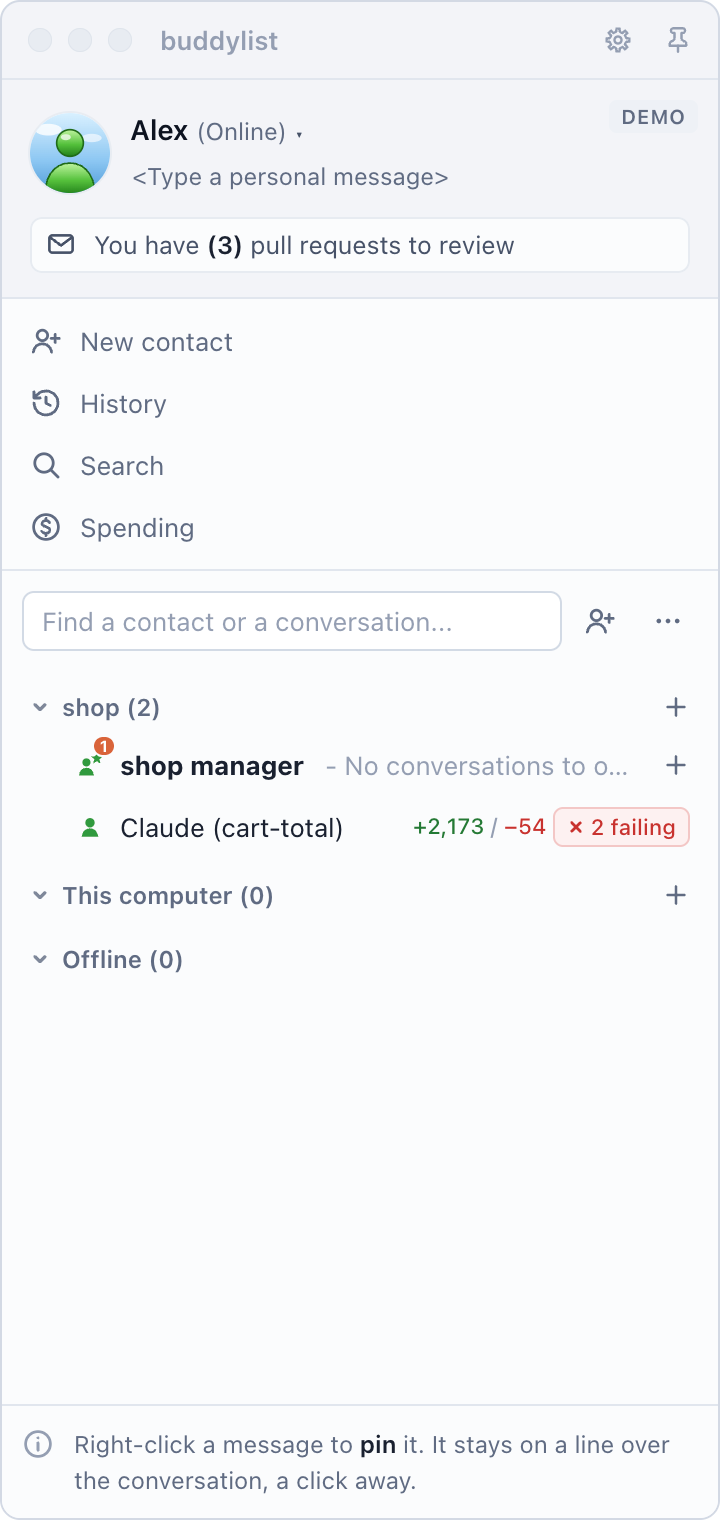 buddylist
DEMO
Alex (Online) ▾
<Type a personal message>
You have (3) pull requests to review
New contact
History
Search
Spending
Find a contact or a conversation...
shop (2)
1
shop manager - No conversations to o...
Claude (cart-total) +2,173 / −54 × 2 failing
This computer (0)
Offline (0)
Right-click a message to pin it. It stays on a line over
the conversation, a click away.